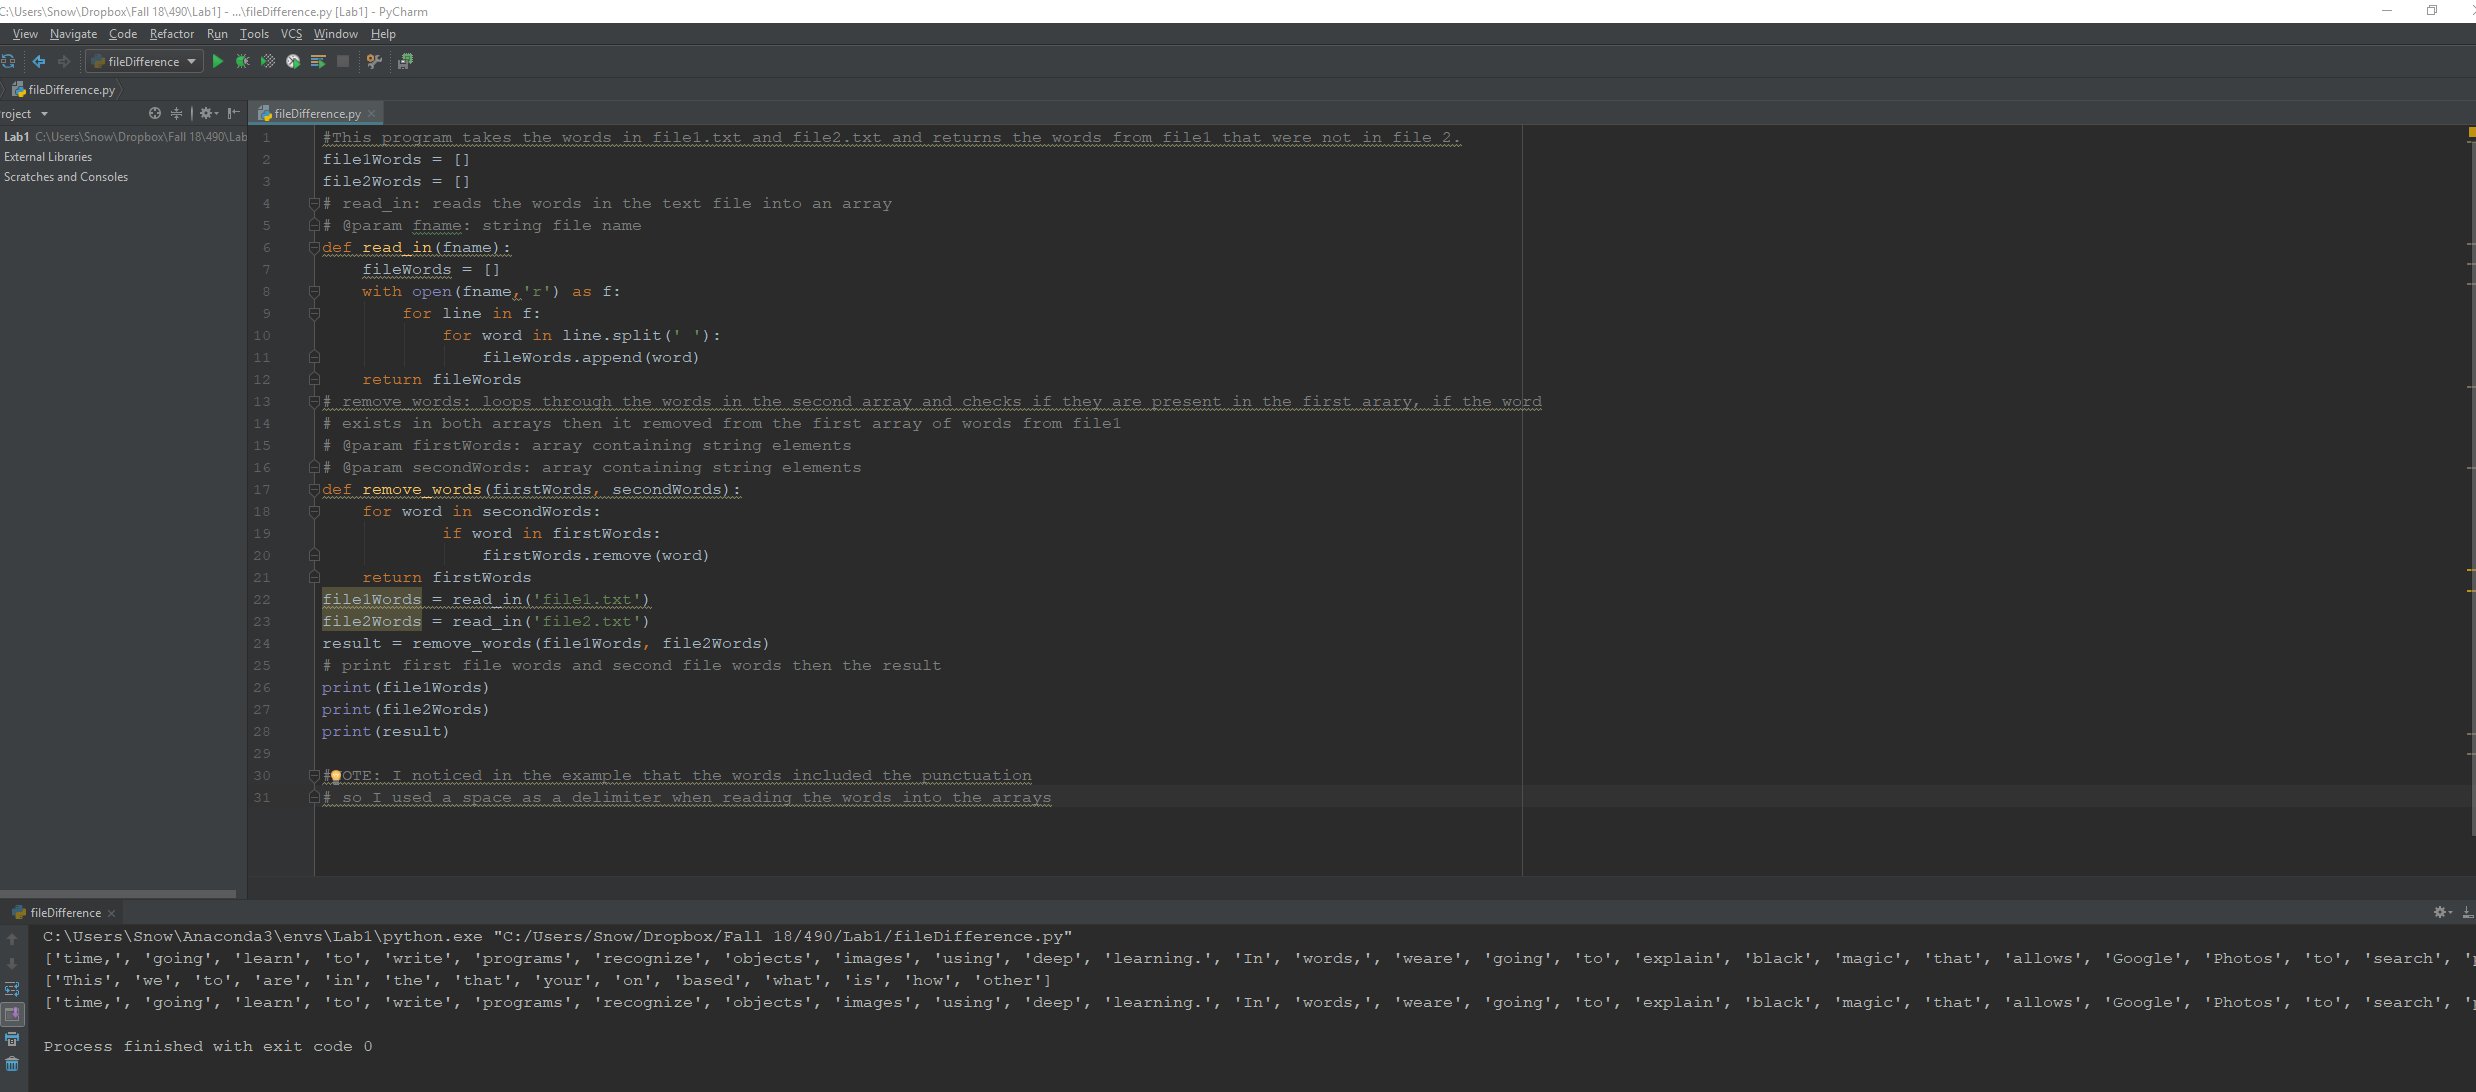 C:\Users\Snow\Dropbox\Fall 18\490\Lab1] - ...\fileDifference.py [Lab1] - PyCharm
View Navigate Code Refactor Run Tools VCS Window Help
fileDifference
fileDifference.py
roject
fileDifference.py
Lab1 C:\Users\Snow\Dropbox\Fall 18\490\Lab
External Libraries
Scratches and Consoles
1 #This program takes the words in file1.txt and file2.txt and returns the words from file1 that were not in file 2.
2 file1Words = []
3 file2Words = []
4 # read_in: reads the words in the text file into an array
5 # @param fname: string file name
6 def read_in(fname):
7     fileWords = []
8     with open(fname,'r') as f:
9         for line in f:
10             for word in line.split(' '):
11                 fileWords.append(word)
12     return fileWords
13 # remove_words: loops through the words in the second array and checks if they are present in the first arary, if the word
14 # exists in both arrays then it removed from the first array of words from file1
15 # @param firstWords: array containing string elements
16 # @param secondWords: array containing string elements
17 def remove_words(firstWords, secondWords):
18     for word in secondWords:
19             if word in firstWords:
20                 firstWords.remove(word)
21     return firstWords
22 file1Words = read_in('file1.txt')
23 file2Words = read_in('file2.txt')
24 result = remove_words(file1Words, file2Words)
25 # print first file words and second file words then the result
26 print(file1Words)
27 print(file2Words)
28 print(result)
29
30 # OTE: I noticed in the example that the words included the punctuation
31 # so I used a space as a delimiter when reading the words into the arrays
fileDifference
C:\Users\Snow\Anaconda3\envs\Lab1\python.exe "C:/Users/Snow/Dropbox/Fall 18/490/Lab1/fileDifference.py"
['time,', 'going', 'learn', 'to', 'write', 'programs', 'recognize', 'objects', 'images', 'using', 'deep', 'learning.', 'In', 'words,', 'weare', 'going', 'to', 'explain', 'black', 'magic', 'that', 'allows', 'Google', 'Photos', 'to', 'search', '
['This', 'we', 'to', 'are', 'in', 'the', 'that', 'your', 'on', 'based', 'what', 'is', 'how', 'other']
['time,', 'going', 'learn', 'to', 'write', 'programs', 'recognize', 'objects', 'images', 'using', 'deep', 'learning.', 'In', 'words,', 'weare', 'going', 'to', 'explain', 'black', 'magic', 'that', 'allows', 'Google', 'Photos', 'to', 'search', '
Process finished with exit code 0